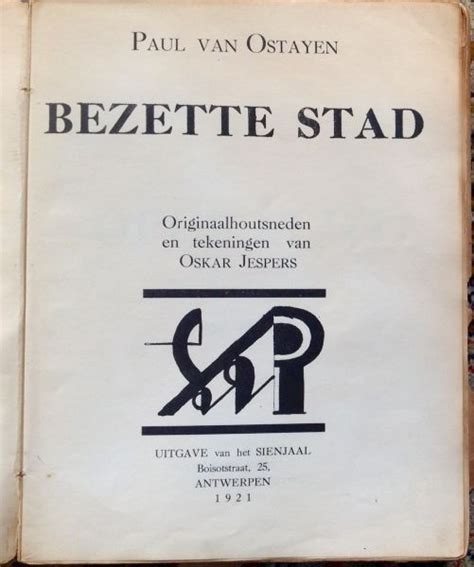 PAUL VAN OSTAYEN
BEZETTE STAD
Originaalhoutsneden
en tekeningen van
OSKAR JESPERS
UITGAVE van het SIENJAAL
Boisotstraat, 25,
ANTWERPEN
1921